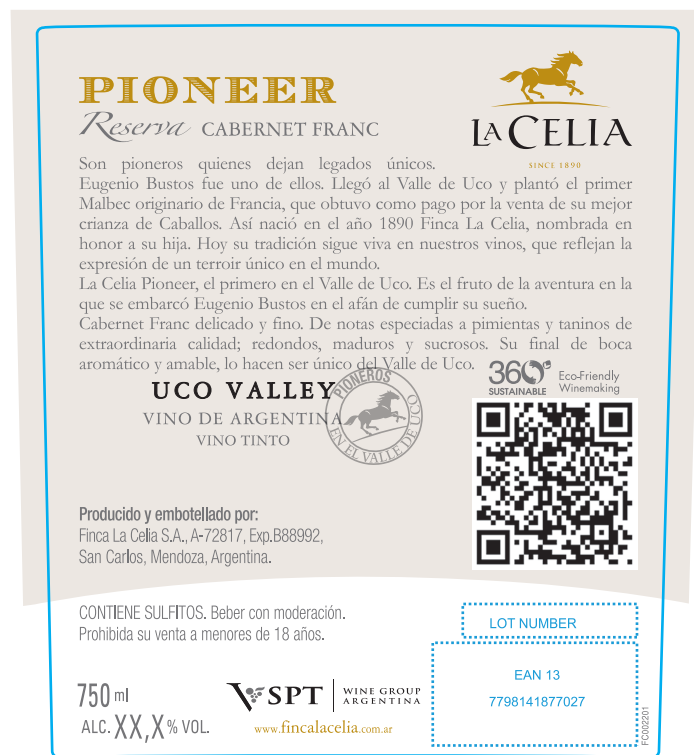 PIONEER
Reserva CABERNET FRANC
LA CELIA
SINCE 1890
Son pioneros quienes dejan legados únicos.
Eugenio Bustos fue uno de ellos. Llegó al Valle de Uco y plantó el primer
Malbec originario de Francia, que obtuvo como pago por la venta de su mejor
crianza de Caballos. Así nació en el año 1890 Finca La Celia, nombrada en
honor a su hija. Hoy su tradición sigue viva en nuestros vinos, que reflejan la
expresión de un terroir único en el mundo.
La Celia Pioneer, el primero en el Valle de Uco. Es el fruto de la aventura en la
que se embarcó Eugenio Bustos en el afán de cumplir su sueño.
Cabernet Franc delicado y fino. De notas especiadas a pimientas y taninos de
extraordinaria calidad; redondos, maduros y sucrosos. Su final de boca
aromático y amable, lo hacen ser único del Valle de Uco.
360°
SUSTAINABLE
Eco-Friendly
Winemaking
UCO VALLEY
VINO DE ARGENTINA
VINO TINTO
PIONEROS
EN EL VALLE DE UCO
Producido y embotellado por:
Finca La Celia S.A., A-72817, Exp.B88992,
San Carlos, Mendoza, Argentina.
CONTIENE SULFITOS. Beber con moderación.
Prohibida su venta a menores de 18 años.
LOT NUMBER
EAN 13
7798141877027
750 ml
ALC. XX,X % VOL.
VSPT WINE GROUP
ARGENTINA
www.fincalacelia.com.ar
FC002201